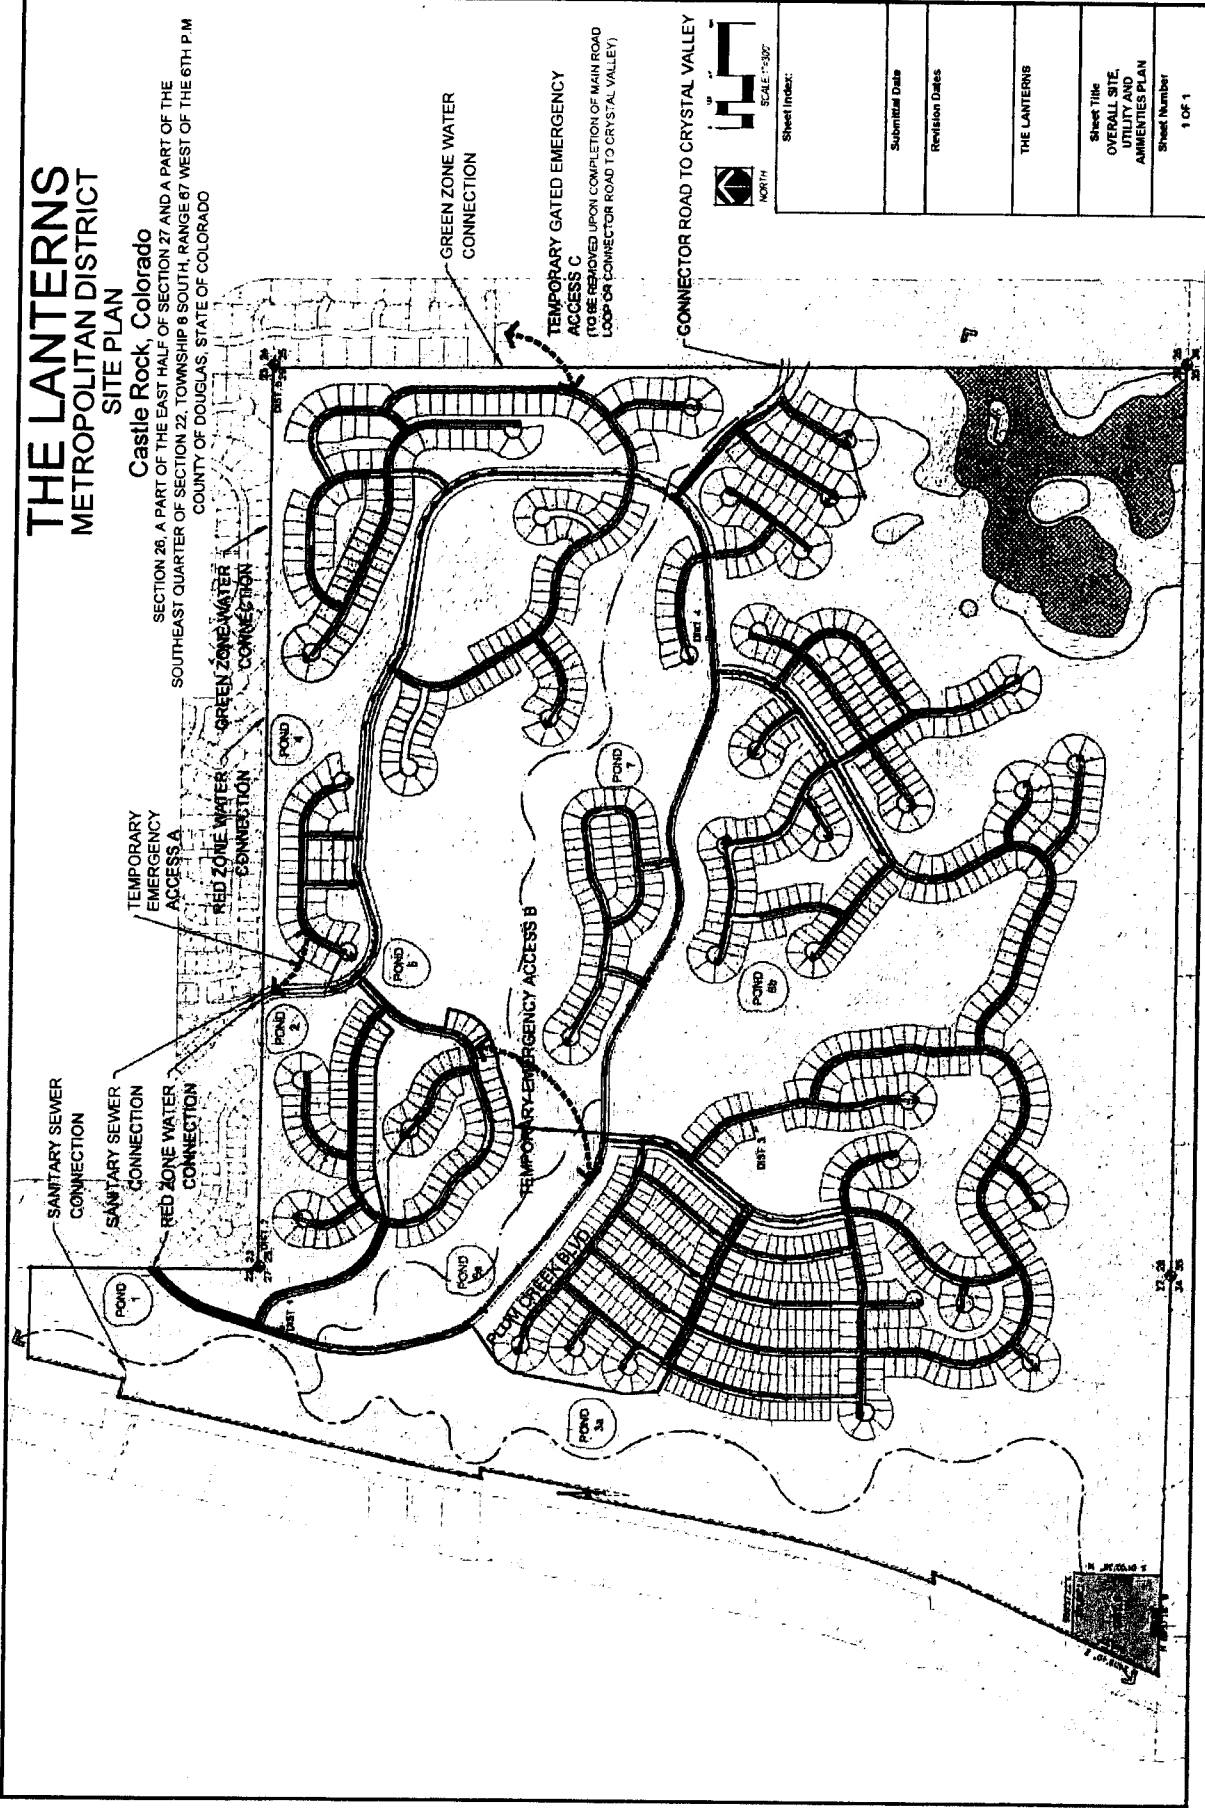 THE LANTERNS
METROPOLITAN DISTRICT
SITE PLAN
Castle Rock, Colorado
SECTION 26, A PART OF THE EAST HALF OF SECTION 27 AND A PART OF THE
SOUTHEAST QUARTER OF SECTION 22, TOWNSHIP 8 SOUTH, RANGE 67 WEST OF THE 6TH P.M
COUNTY OF DOUGLAS, STATE OF COLORADO
SANITARY SEWER
CONNECTION
SANITARY SEWER
CONNECTION
RED ZONE WATER
CONNECTION
TEMPORARY
EMERGENCY
ACCESS A
RED ZONE WATER
CONNECTION
GREEN ZONE WATER
CONNECTION
GREEN ZONE WATER
CONNECTION
TEMPORARY GATED EMERGENCY
ACCESS C
(TO BE REMOVED UPON COMPLETION OF MAIN ROAD
LOOP OR CONNECTOR ROAD TO CRYSTAL VALLEY)
CONNECTOR ROAD TO CRYSTAL VALLEY
TEMPORARY EMERGENCY ACCESS B
PLUM CREEK BLVD
POND
1
POND
2
POND
4
POND
5
POND
7
POND
3a
DIST. 1
DIST. 3
DIST. 4
NORTH
SCALE: 1"=300'
Sheet Index:
Submittal Date
Revision Dates
THE LANTERNS
Sheet Title
OVERALL SITE,
UTILITY AND
AMMENITIES PLAN
Sheet Number
1 OF 1